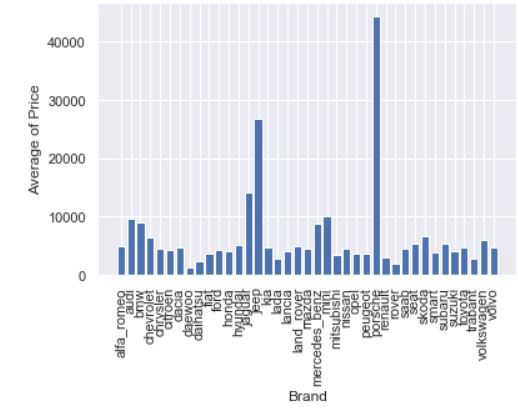 40000
30000
20000
10000
0
Average of Price
alfa_romeo
audi
bmw
chevrolet
chrysler
citroen
dacia
daewoo
daihatsu
fiat
ford
honda
hyundai
jaguar
jeep
kia
lada
lancia
land_rover
mazda
mercedes_benz
mini
mitsubishi
nissan
opel
peugeot
porsche
renault
rover
saab
seat
skoda
smart
subaru
suzuki
toyota
trabant
volkswagen
volvo
Brand